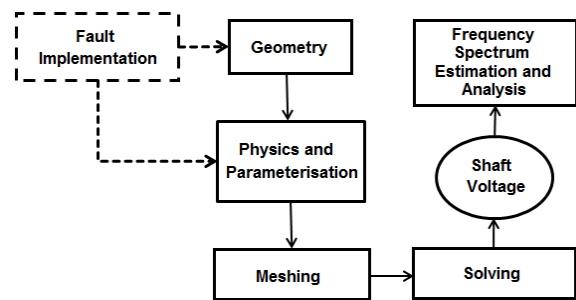 Fault
Implementation
Geometry
Physics and
Parameterisation
Meshing
Solving
Shaft
Voltage
Frequency
Spectrum
Estimation and
Analysis